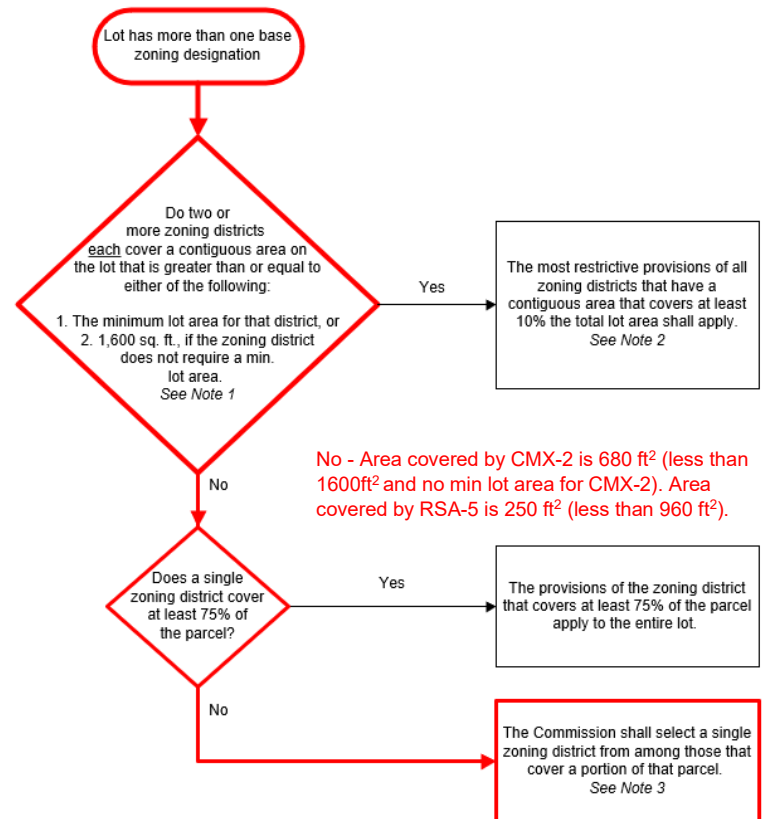 Lot has more than one base
zoning designation
Do two or
more zoning districts
each cover a contiguous area on
the lot that is greater than or equal to
either of the following:
1. The minimum lot area for that district, or
2. 1,600 sq. ft., if the zoning district
does not require a min.
lot area.
See Note 1
Yes
The most restrictive provisions of all
zoning districts that have a
contiguous area that covers at least
10% the total lot area shall apply.
See Note 2
No
No - Area covered by CMX-2 is 680 ft² (less than
1600ft² and no min lot area for CMX-2). Area
covered by RSA-5 is 250 ft² (less than 960 ft²).
Does a single
zoning district cover
at least 75% of
the parcel?
Yes
The provisions of the zoning district
that covers at least 75% of the parcel
apply to the entire lot.
No
The Commission shall select a single
zoning district from among those that
cover a portion of that parcel.
See Note 3